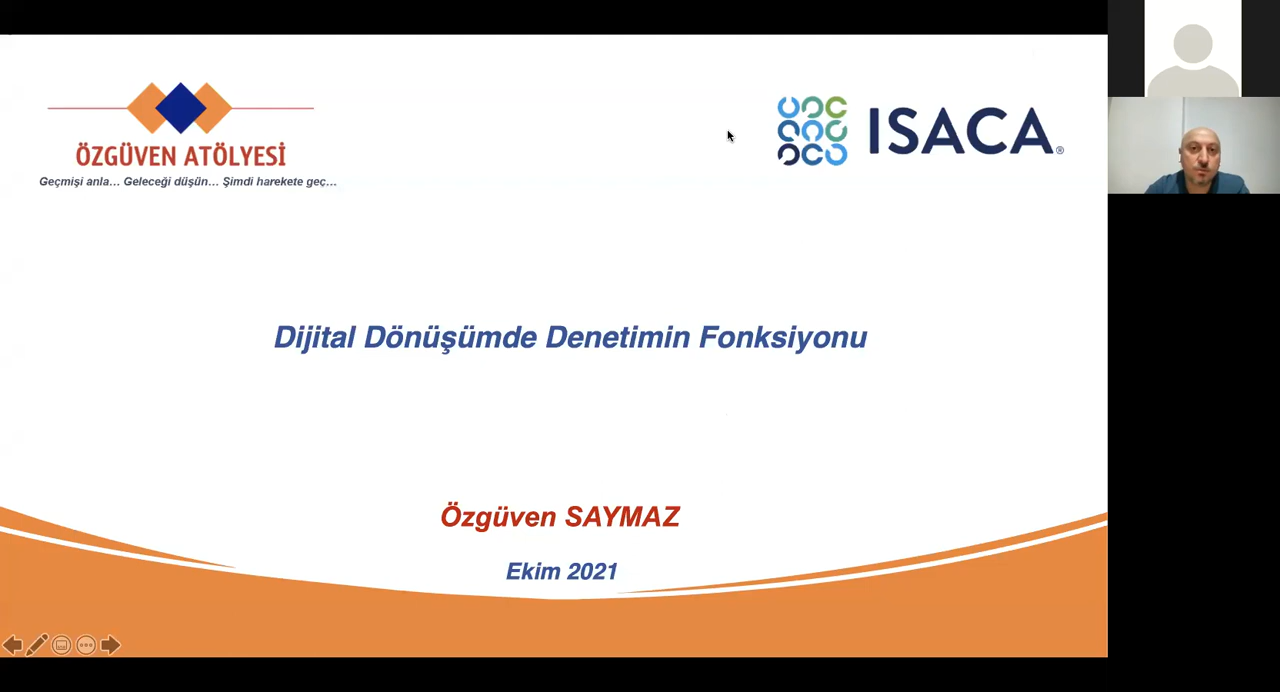 ÖZGÜVEN ATÖLYESİ
Geçmişi anla... Geleceği düşün... Şimdi harekete geç...
ISACA®
Dijital Dönüşümde Denetimin Fonksiyonu
Özgüven SAYMAZ
Ekim 2021